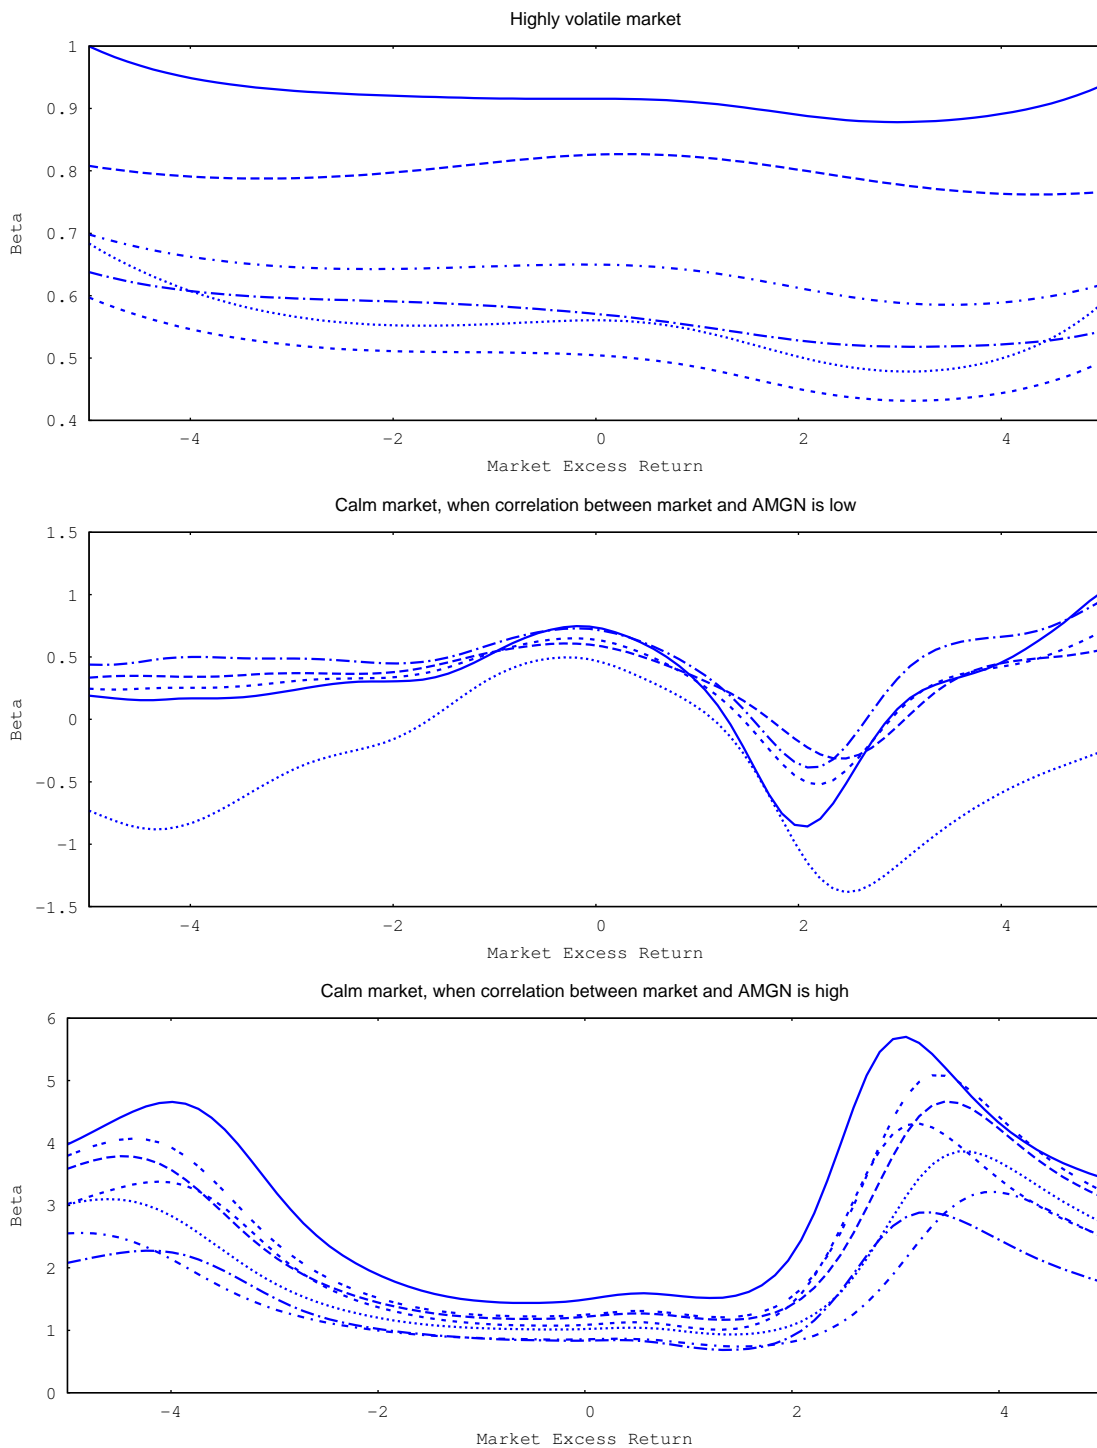 Highly volatile market
1
0.9
0.8
0.7
0.6
0.5
0.4
Beta
−4 −2 0 2 4
Market Excess Return
Calm market, when correlation between market and AMGN is low
1.5
1
0.5
0
−0.5
−1
−1.5
Beta
−4 −2 0 2 4
Market Excess Return
Calm market, when correlation between market and AMGN is high
6
5
4
3
2
1
0
Beta
−4 −2 0 2 4
Market Excess Return